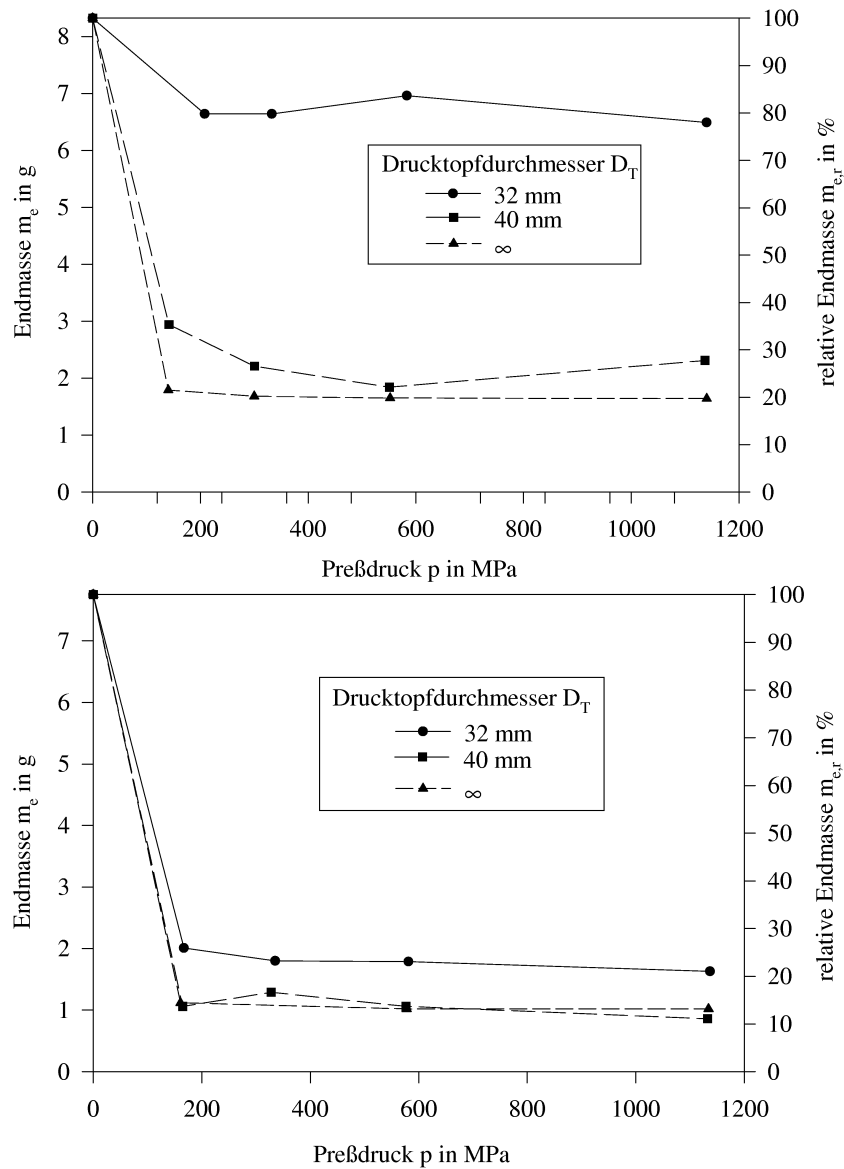 8
7
6
5
4
3
2
1
0
Endmasse m_e in g
100
90
80
70
60
50
40
30
20
10
0
relative Endmasse m_e,r in %
Drucktopfdurchmesser D_T
32 mm
40 mm
∞
0 200 400 600 800 1000 1200
Preßdruck p in MPa
7
6
5
4
3
2
1
0
Endmasse m_e in g
100
90
80
70
60
50
40
30
20
10
0
relative Endmasse m_e,r in %
Drucktopfdurchmesser D_T
32 mm
40 mm
∞
0 200 400 600 800 1000 1200
Preßdruck p in MPa